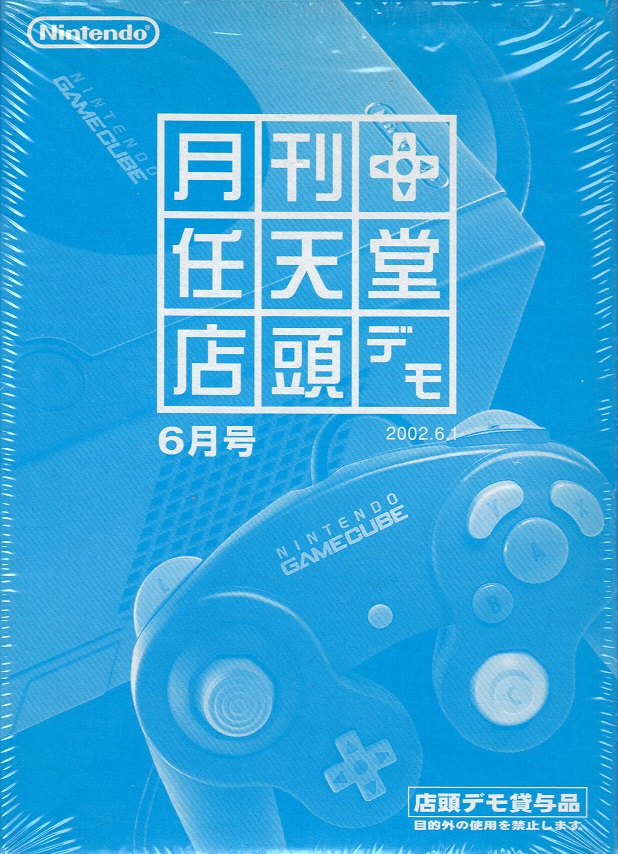 Nintendo
NINTENDO
GAMECUBE
月刊
任天堂
店頭デモ
6月号
2002.6.1
NINTENDO
GAMECUBE
L
Y
X
A
B
C
店頭デモ貸与品
目的外の使用を禁止します